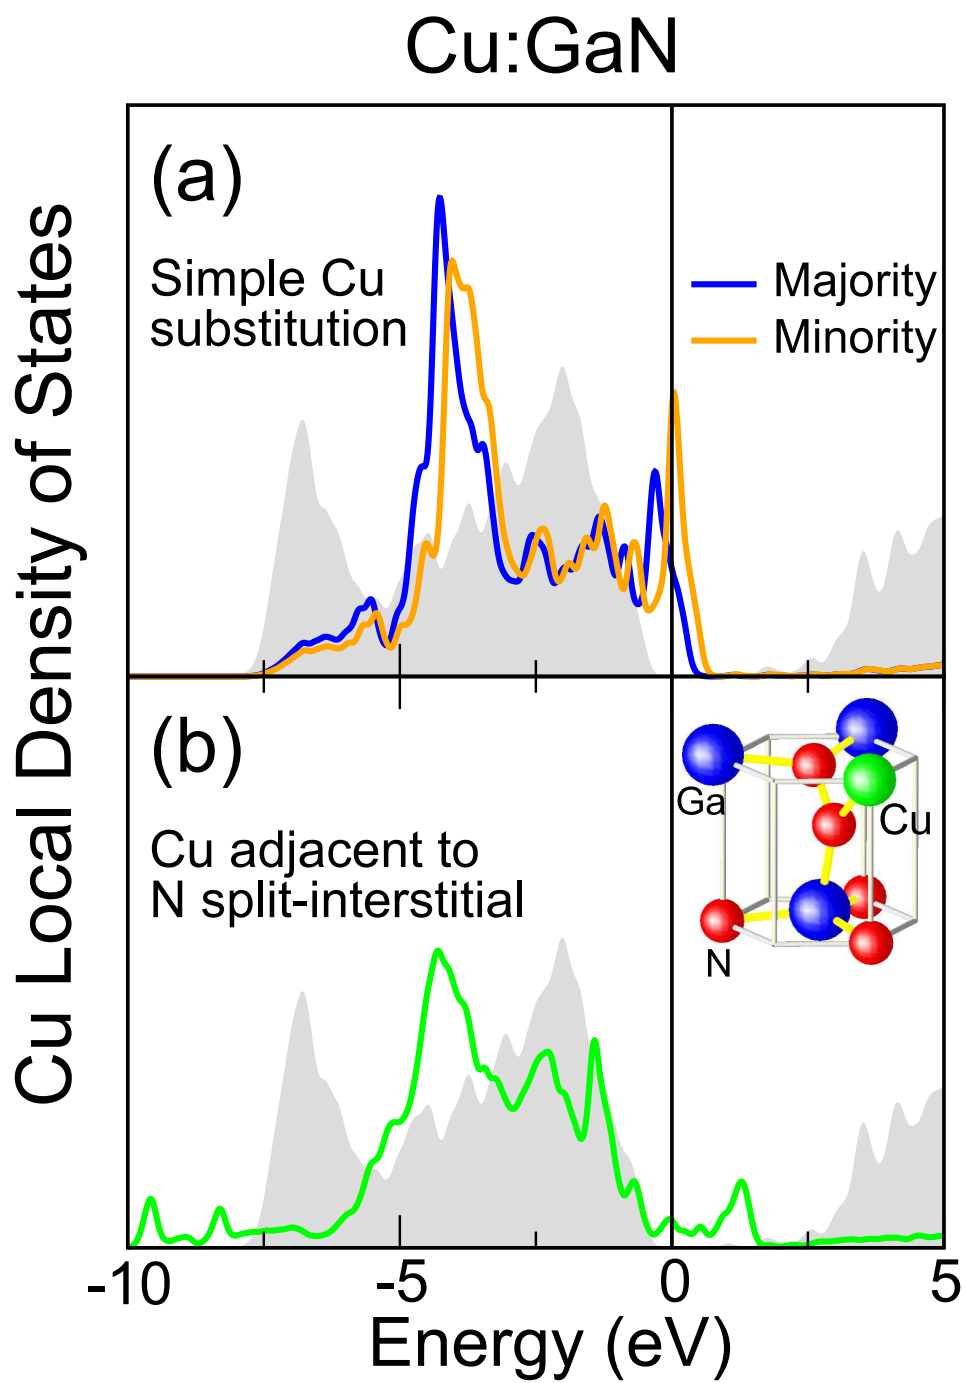 Cu:GaN
Cu Local Density of States
(a)
Simple Cu
substitution
Majority
Minority
(b)
Cu adjacent to
N split-interstitial
Ga
Cu
N
-10
-5
0
5
Energy (eV)